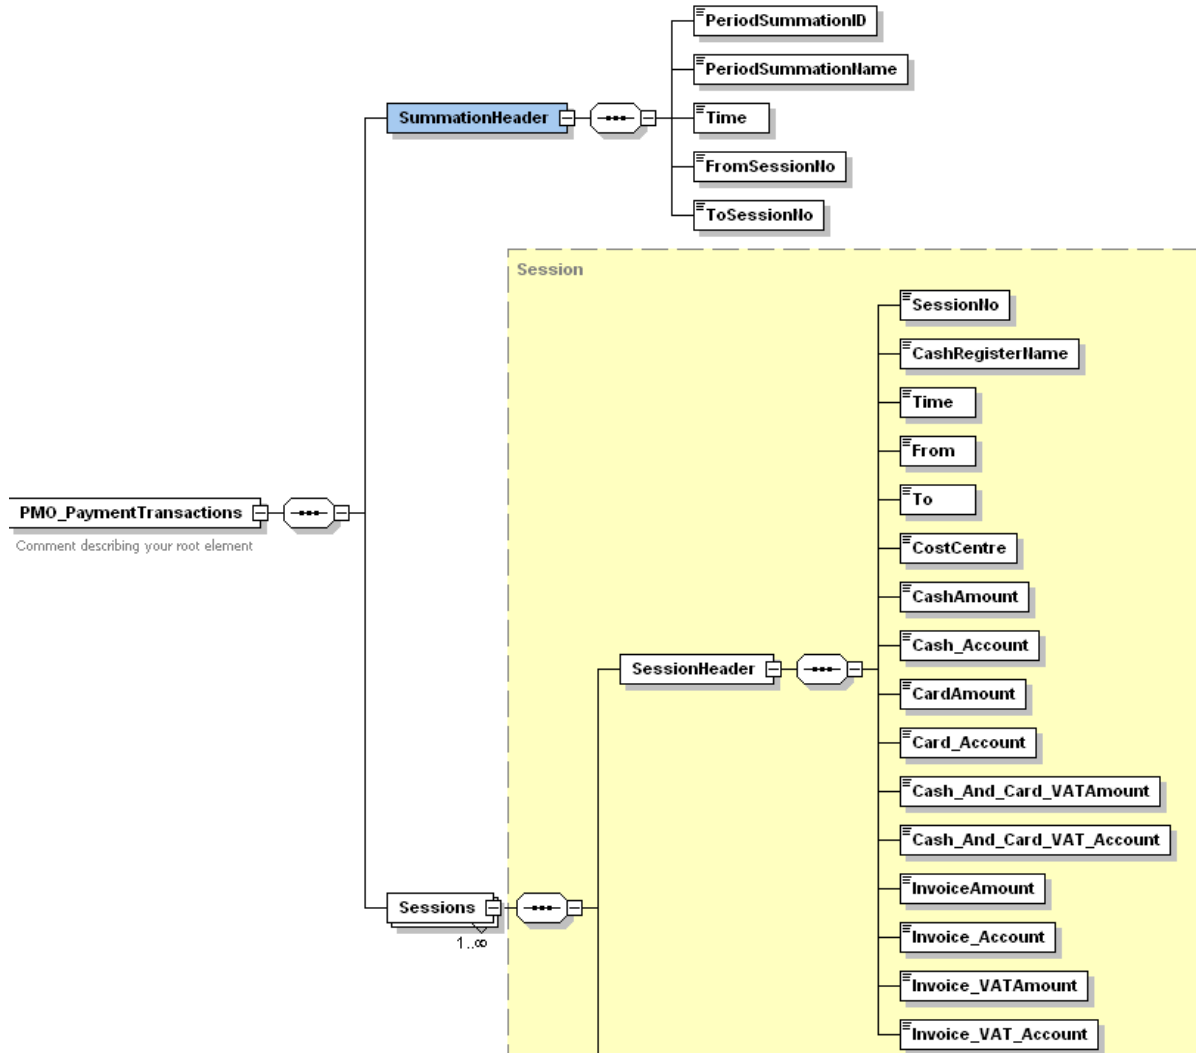 PeriodSummationID
PeriodSummationName
SummationHeader
Time
FromSessionNo
ToSessionNo
Session
SessionNo
CashRegisterName
Time
From
To
PMO_PaymentTransactions
Comment describing your root element
CostCentre
CashAmount
Cash_Account
SessionHeader
CardAmount
Card_Account
Cash_And_Card_VATAmount
Cash_And_Card_VAT_Account
InvoiceAmount
Sessions
1..∞
Invoice_Account
Invoice_VATAmount
Invoice_VAT_Account